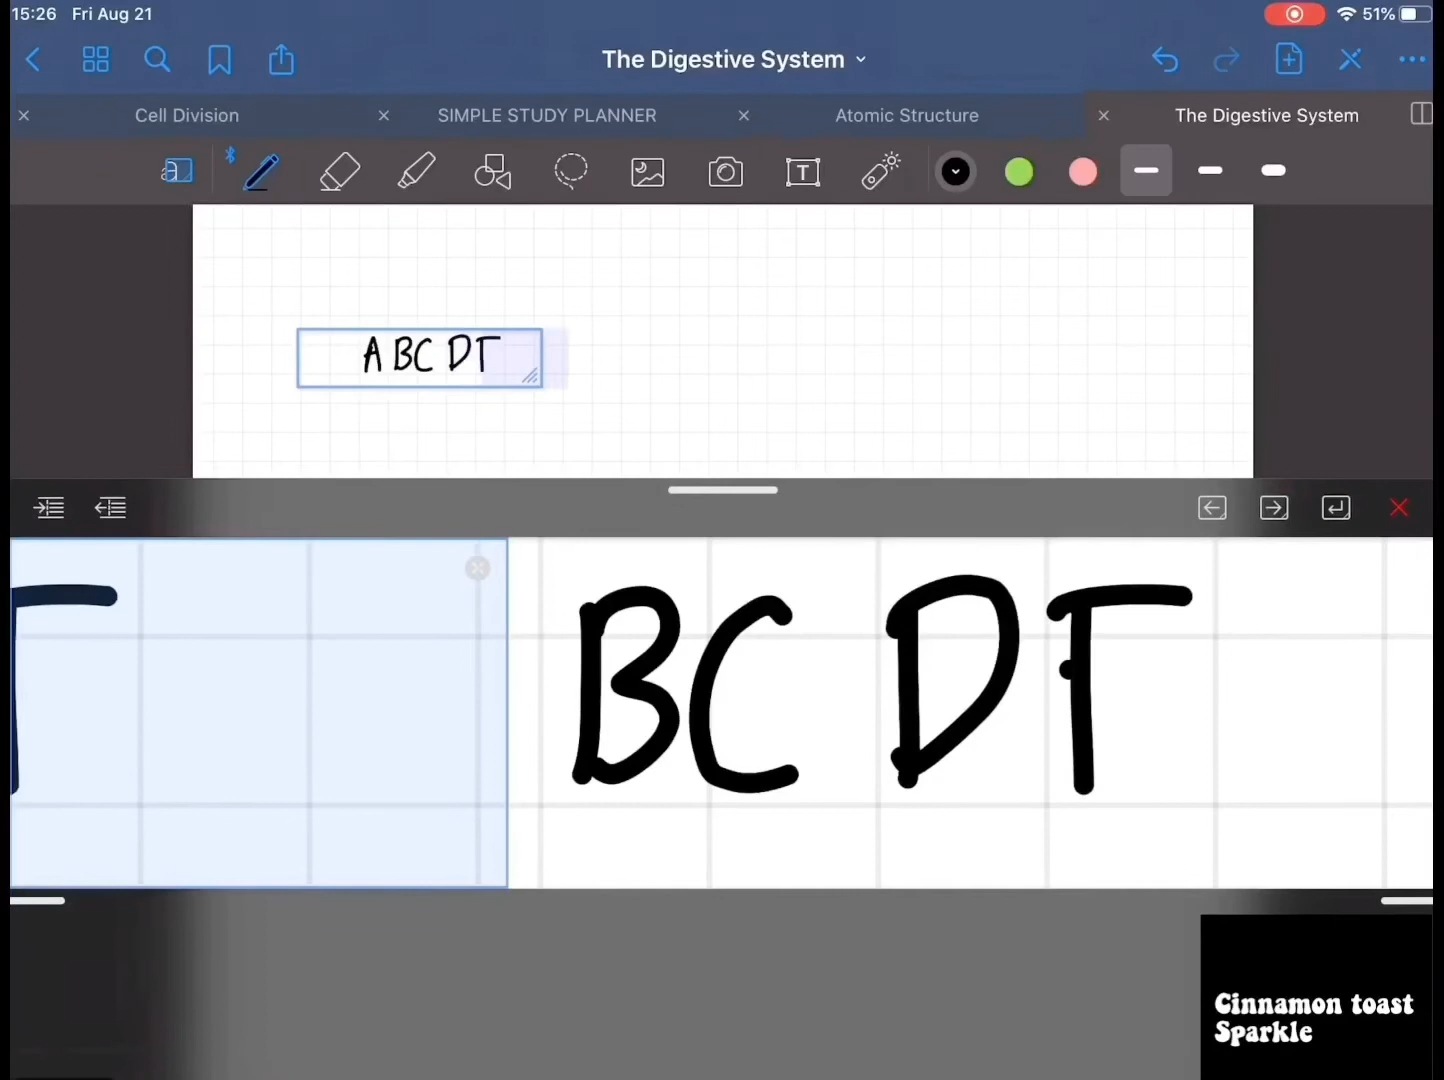 15:26 Fri Aug 21 51%
The Digestive System
Cell Division SIMPLE STUDY PLANNER Atomic Structure The Digestive System
T
A BC DT
T BC DT
Cinnamon toast
Sparkle